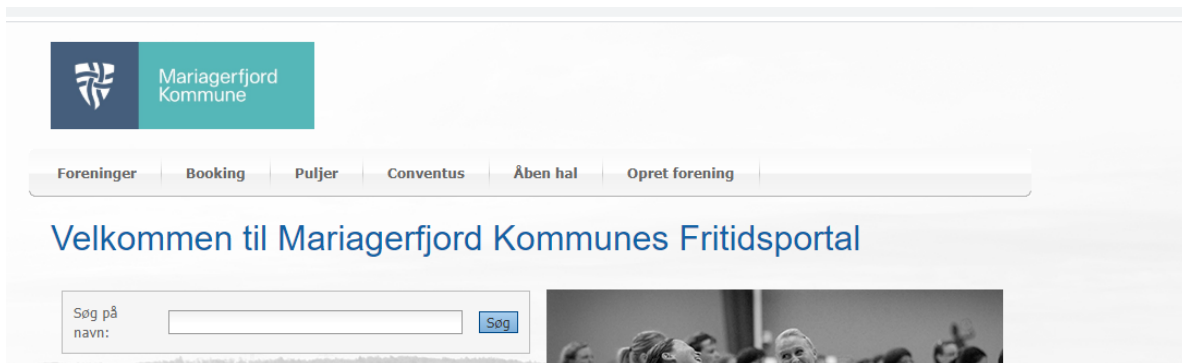 Mariagerfjord
Kommune
Foreninger Booking Puljer Conventus Åben hal Opret forening
Velkommen til Mariagerfjord Kommunes Fritidsportal
Søg på
navn:
Søg